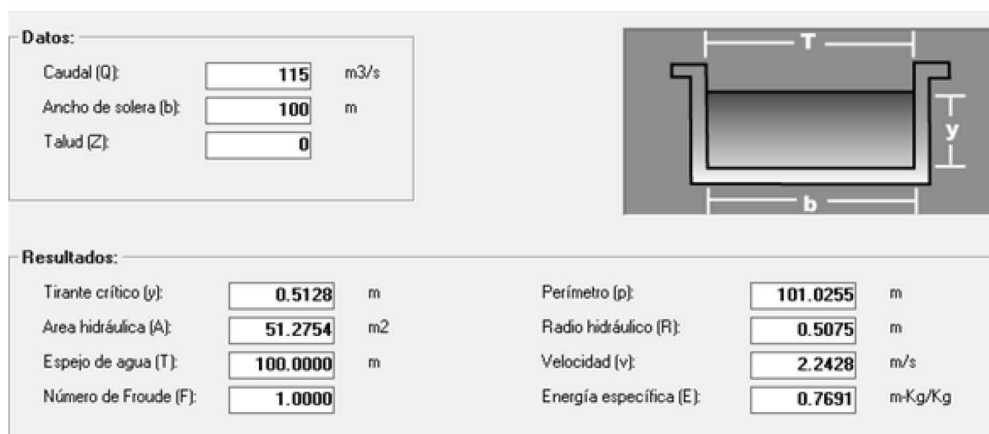 Datos:
Caudal (Q): 115 m3/s
Ancho de solera (b): 100 m
Talud (Z): 0
T
y
b
Resultados:
Tirante crítico (y): 0.5128 m
Area hidráulica (A): 51.2754 m2
Espejo de agua (T): 100.0000 m
Número de Froude (F): 1.0000
Perímetro (p): 101.0255 m
Radio hidráulico (R): 0.5075 m
Velocidad (v): 2.2428 m/s
Energía específica (E): 0.7691 m-Kg/Kg